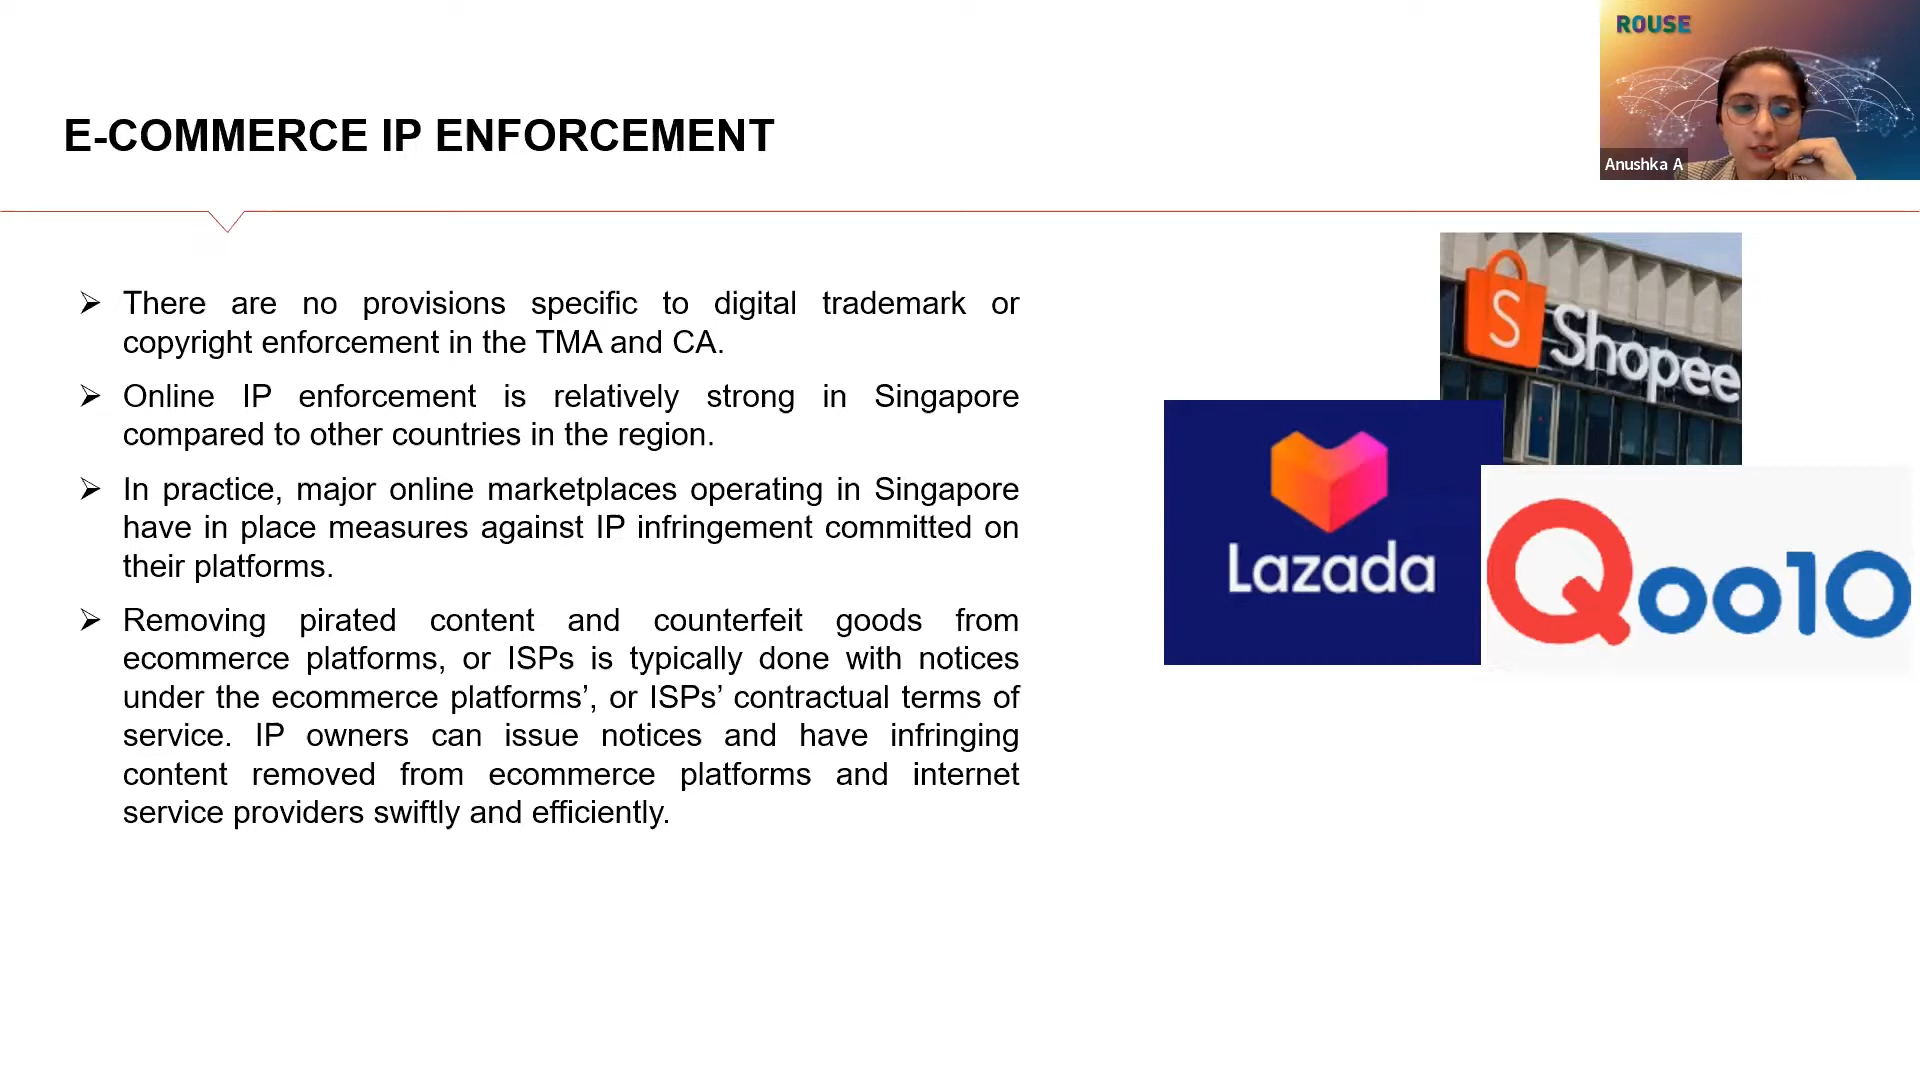 ROUSE
Anushka A
E-COMMERCE IP ENFORCEMENT
There are no provisions specific to digital trademark or
copyright enforcement in the TMA and CA.
Online IP enforcement is relatively strong in Singapore
compared to other countries in the region.
In practice, major online marketplaces operating in Singapore
have in place measures against IP infringement committed on
their platforms.
Removing pirated content and counterfeit goods from
ecommerce platforms, or ISPs is typically done with notices
under the ecommerce platforms’, or ISPs’ contractual terms of
service. IP owners can issue notices and have infringing
content removed from ecommerce platforms and internet
service providers swiftly and efficiently.
S Shopee
Lazada
Qoo10